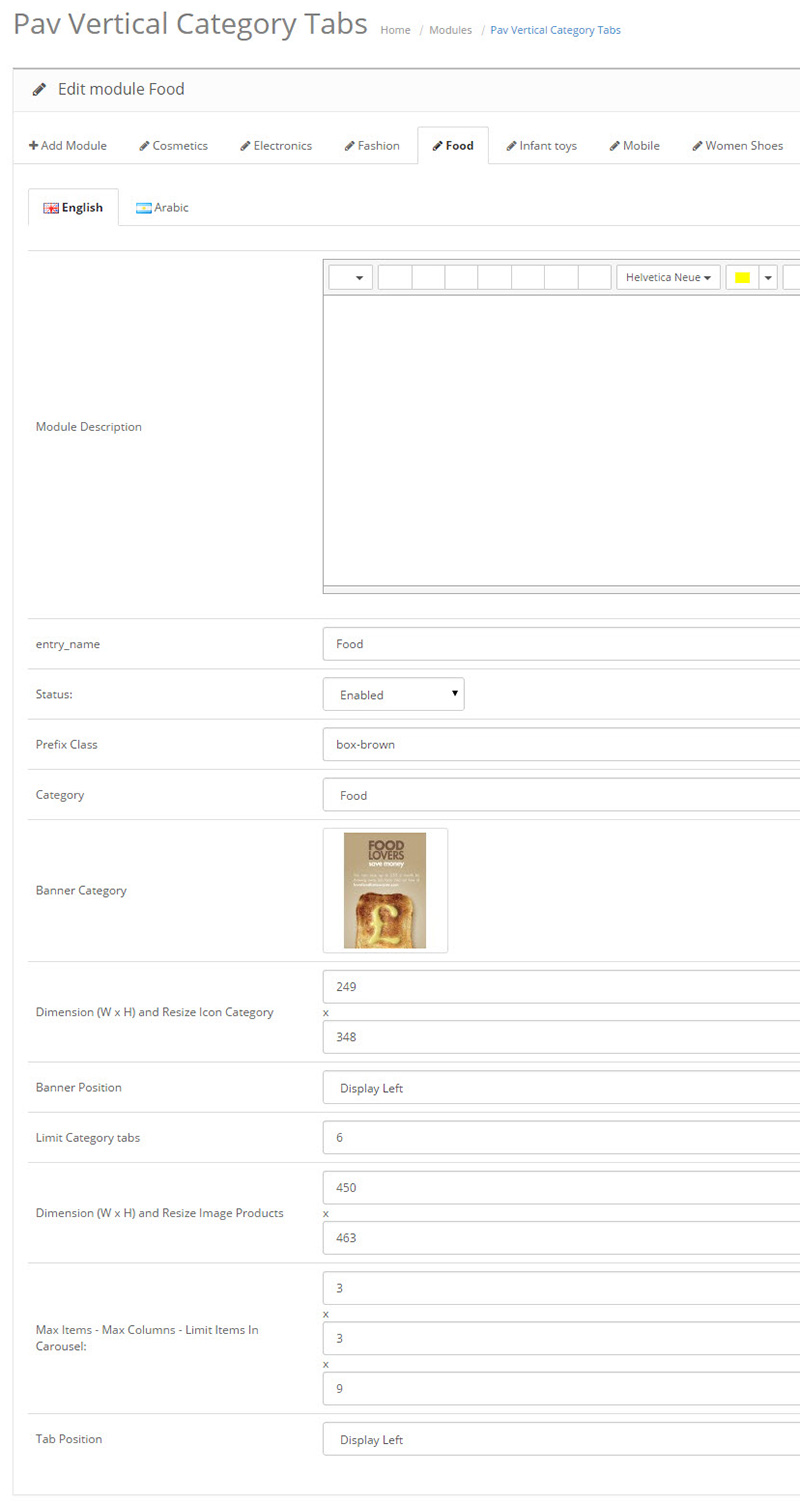 Pav Vertical Category Tabs Home / Modules / Pav Vertical Category Tabs
Edit module Food
Add Module Cosmetics Electronics Fashion Food Infant toys Mobile Women Shoes
English Arabic
Helvetica Neue
Module Description
entry_name Food
Status: Enabled
Prefix Class box-brown
Category Food
FOOD
LOVERS
save money
Banner Category
249
Dimension (W x H) and Resize Icon Category x
348
Banner Position Display Left
Limit Category tabs 6
450
Dimension (W x H) and Resize Image Products x
463
3
x
Max Items - Max Columns - Limit Items In
Carousel:
3
x
9
Tab Position Display Left